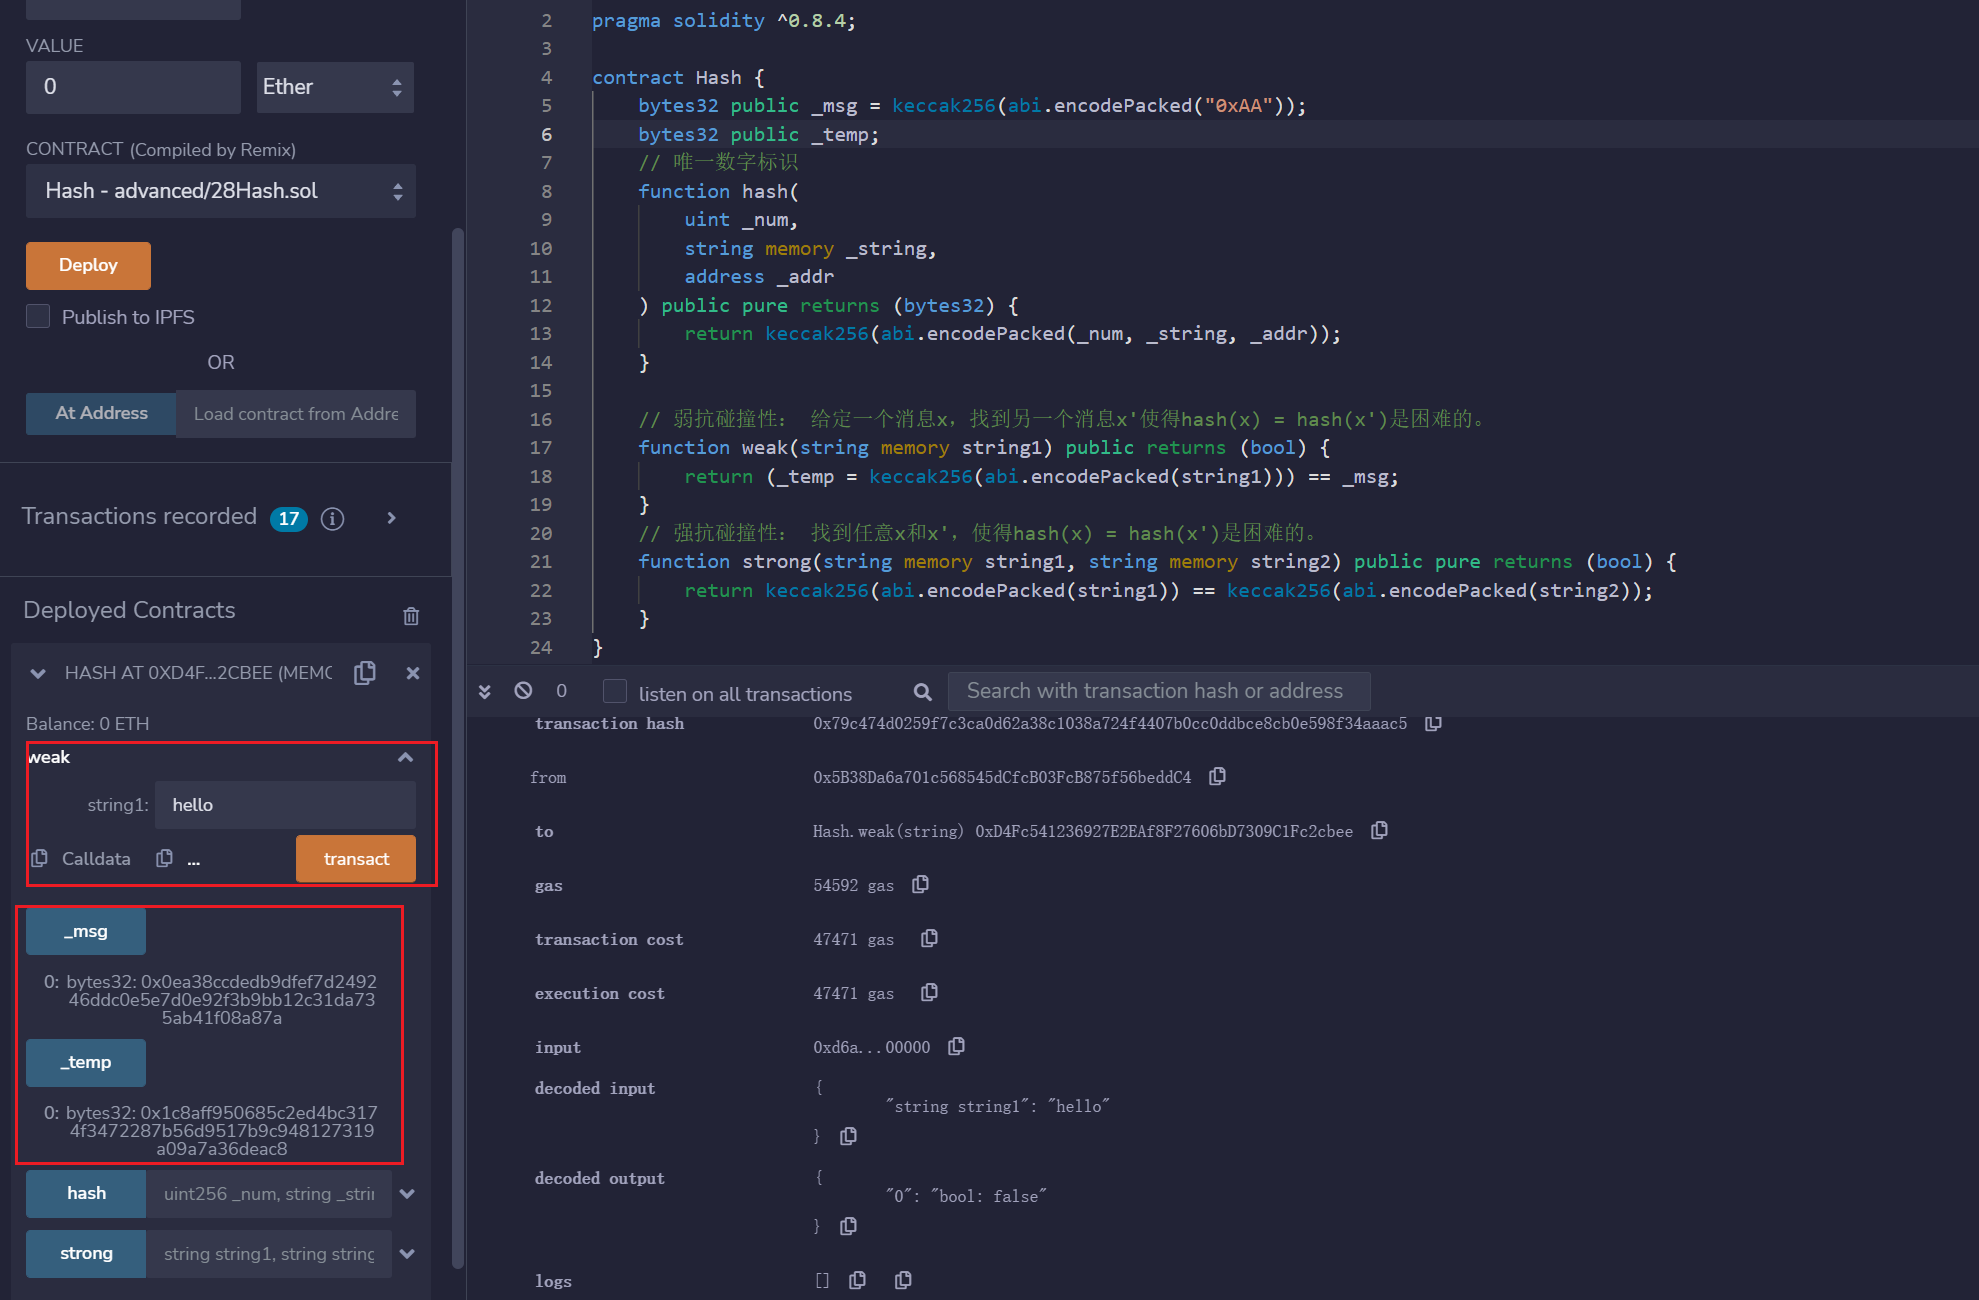 VALUE
0
Ether
CONTRACT (Compiled by Remix)
Hash - advanced/28Hash.sol
Deploy
Publish to IPFS
OR
At Address
Load contract from Addre
Transactions recorded 17
Deployed Contracts
HASH AT 0XD4F...2CBEE (MEMO
Balance: 0 ETH
weak
string1: hello
Calldata
...
transact
_msg
0: bytes32: 0x0ea38ccdedb9dfef7d2492
46ddc0e5e7d0e92f3b9bb12c31da73
5ab41f08a87a
_temp
0: bytes32: 0x1c8aff950685c2ed4bc317
4f3472287b56d9517b9c948127319
a09a7a36deac8
hash
uint256 _num, string _strin
strong
string string1, string string
2 pragma solidity ^0.8.4;
3
4 contract Hash {
5 bytes32 public _msg = keccak256(abi.encodePacked("0xAA"));
6 bytes32 public _temp;
7 // 唯一数字标识
8 function hash(
9 uint _num,
10 string memory _string,
11 address _addr
12 ) public pure returns (bytes32) {
13 return keccak256(abi.encodePacked(_num, _string, _addr));
14 }
15
16 // 弱抗碰撞性： 给定一个消息x，找到另一个消息x'使得hash(x) = hash(x')是困难的。
17 function weak(string memory string1) public returns (bool) {
18 return (_temp = keccak256(abi.encodePacked(string1))) == _msg;
19 }
20 // 强抗碰撞性： 找到任意x和x'，使得hash(x) = hash(x')是困难的。
21 function strong(string memory string1, string memory string2) public pure returns (bool) {
22 return keccak256(abi.encodePacked(string1)) == keccak256(abi.encodePacked(string2));
23 }
24 }
0
listen on all transactions
Search with transaction hash or address
transaction hash 0x79c474d0259f7c3ca0d62a38c1038a724f4407b0cc0ddbce8cb0e598f34aaac5
from 0x5B38Da6a701c568545dCfcB03FcB875f56beddC4
to Hash.weak(string) 0xD4Fc541236927E2EAf8F27606bD7309C1Fc2cbee
gas 54592 gas
transaction cost 47471 gas
execution cost 47471 gas
input 0xd6a...00000
decoded input {
"string string1": "hello"
}
decoded output {
"0": "bool: false"
}
logs []